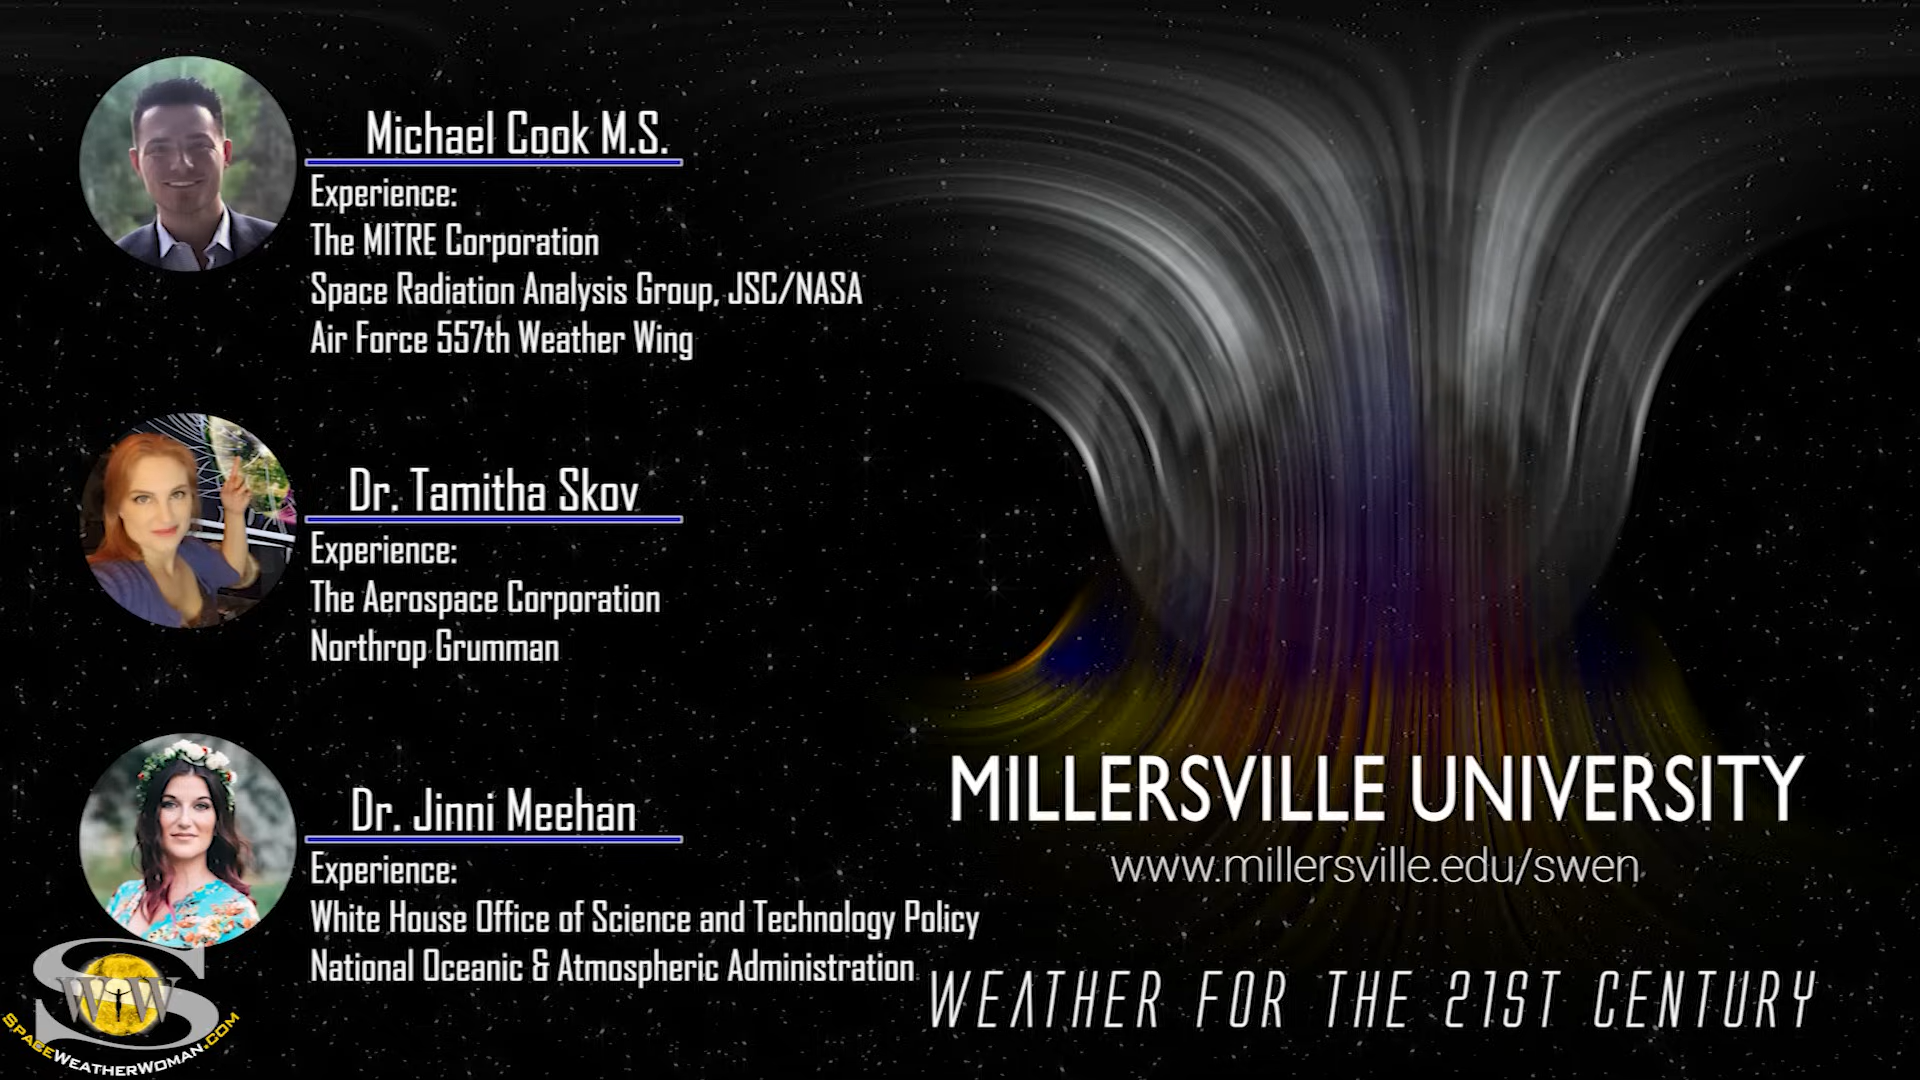 Michael Cook M.S.
Experience:
The MITRE Corporation
Space Radiation Analysis Group, JSC/NASA
Air Force 557th Weather Wing
Dr. Tamitha Skov
Experience:
The Aerospace Corporation
Northrop Grumman
Dr. Jinni Meehan
Experience:
White House Office of Science and Technology Policy
National Oceanic & Atmospheric Administration
MILLERSVILLE UNIVERSITY
www.millersville.edu/swen
WEATHER FOR THE 21ST CENTURY
S
WW
SPACEWEATHERWOMAN.COM